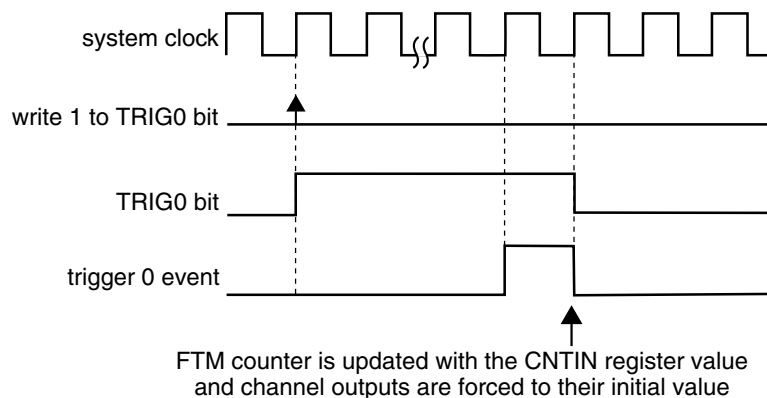 system clock
write 1 to TRIG0 bit
TRIG0 bit
trigger 0 event
FTM counter is updated with the CNTIN register value
and channel outputs are forced to their initial value